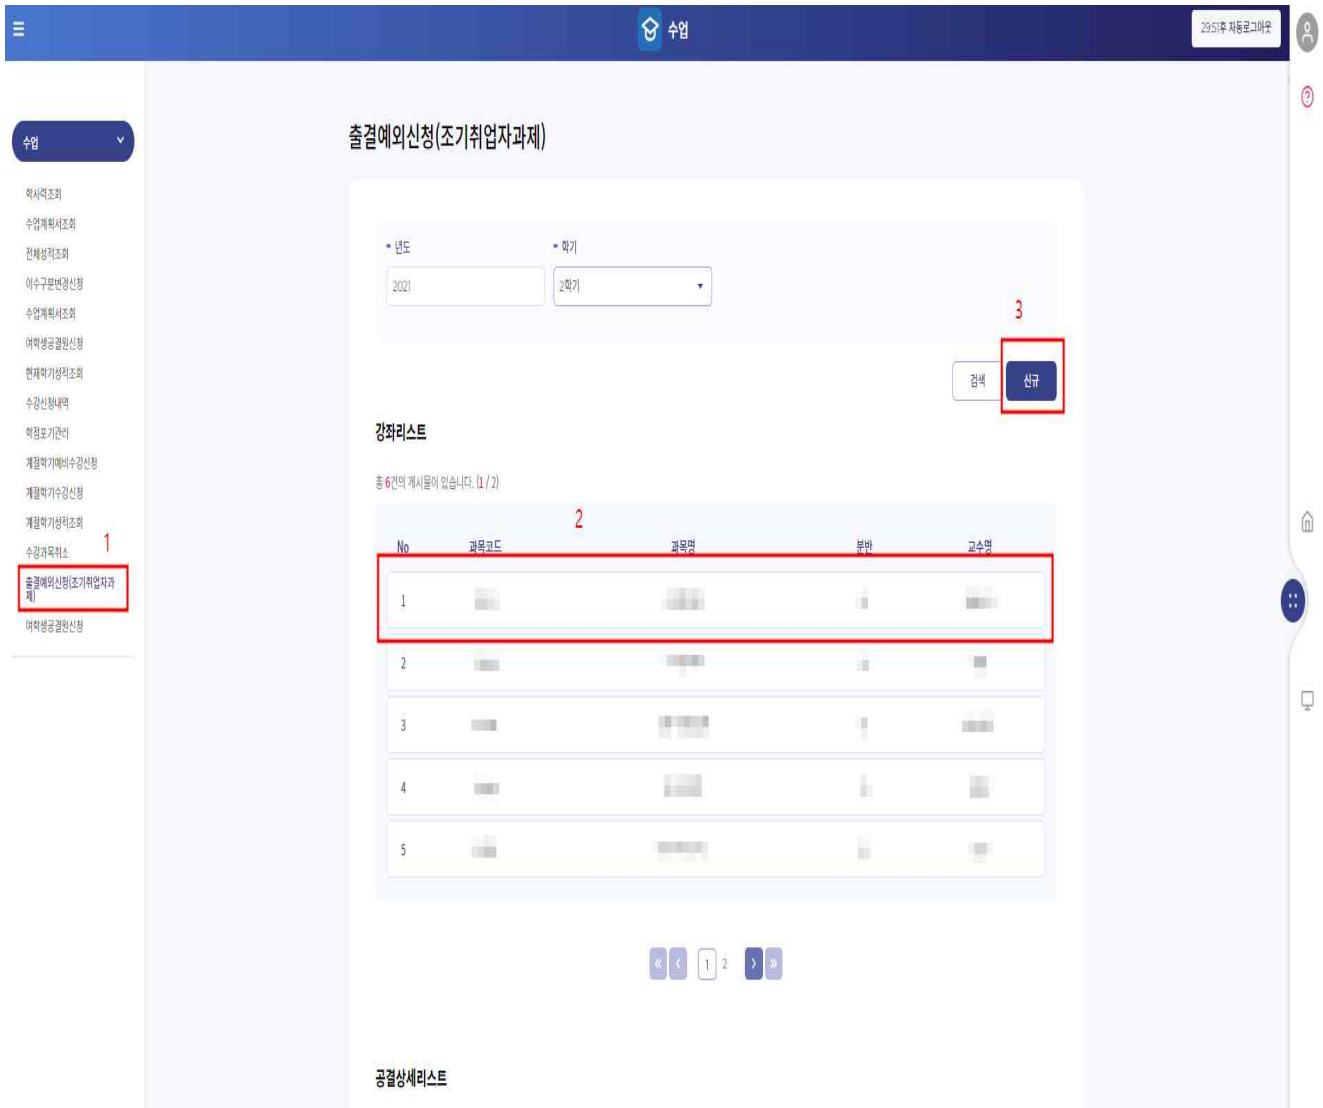 수업
29:51후 자동로그아웃
수업
학사력조회
수업계획서조회
전체성적조회
이수구분변경신청
수업계획서조회
여학생공결원신청
현재학기성적조회
수강신청내역
학점포기관리
계절학기예비수강신청
계절학기수강신청
계절학기성적조회
수강과목취소
1
출결예외신청(조기취업자과
제)
여학생공결원신청
출결예외신청(조기취업자과제)
년도 학기
2021 2학기
3
검색 신규
강좌리스트
총 6건의 게시물이 있습니다. (1 / 2)
2
No 과목코드 과목명 분반 교수명
1
2
3
4
5
« ‹ 1 2 › »
공결상세리스트